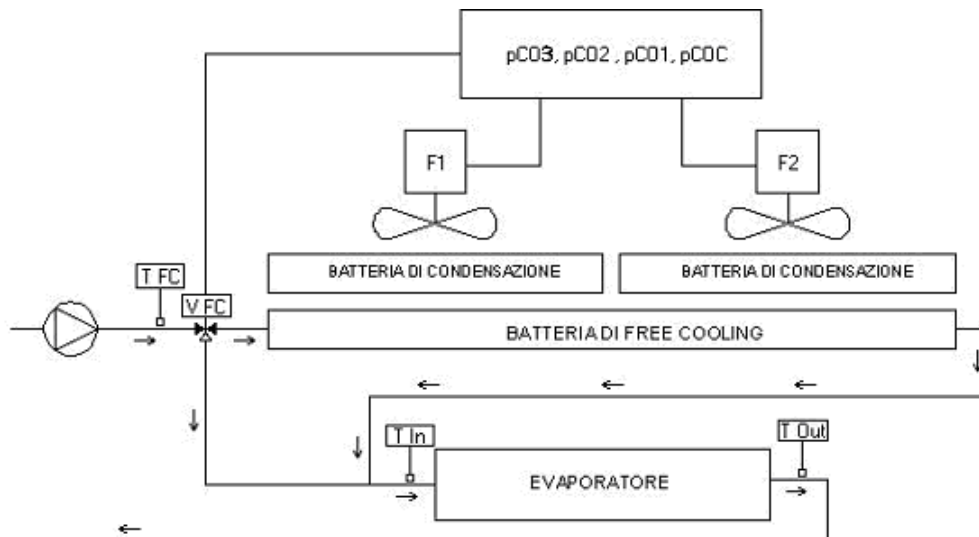 pCO3, pCO2 , pCO1, pCOC
F1
F2
BATTERIA DI CONDENSAZIONE
BATTERIA DI CONDENSAZIONE
T FC
V FC
BATTERIA DI FREE COOLING
T In
T Out
EVAPORATORE